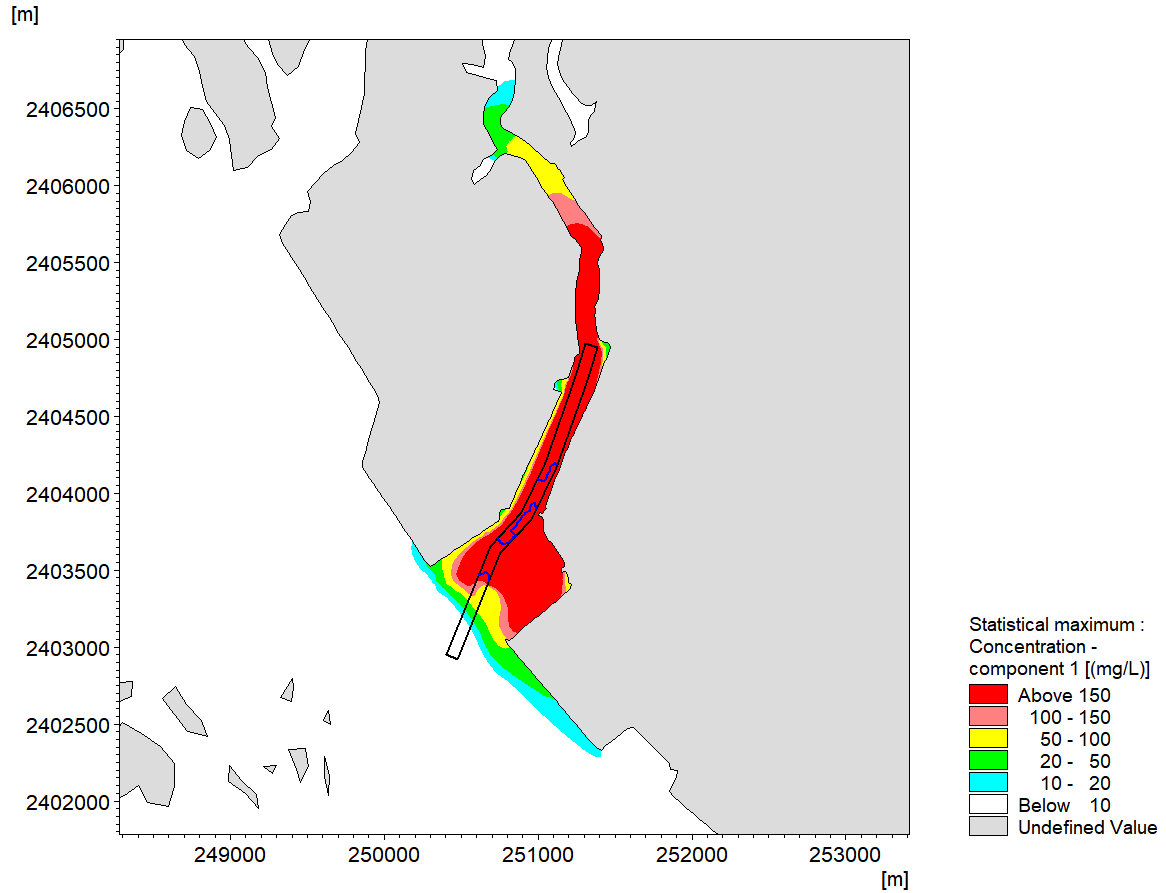 [m]
2406500
2406000
2405500
2405000
2404500
2404000
2403500
2403000
2402500
2402000
249000 250000 251000 252000 253000
[m]
Statistical maximum :
Concentration -
component 1 [(mg/L)]
Above 150
100 - 150
50 - 100
20 - 50
10 - 20
Below 10
Undefined Value